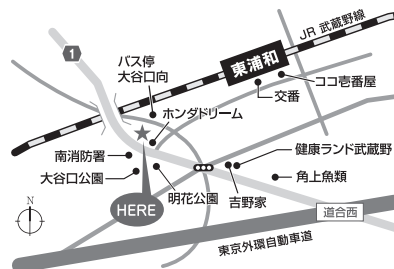 JR 武蔵野線
1
バス停
大谷口向
東浦和
ココ壱番屋
交番
ホンダドリーム
南消防署
大谷口公園
健康ランド武蔵野
明花公園
吉野家
角上魚類
HERE
N
道合西
東京外環自動車道